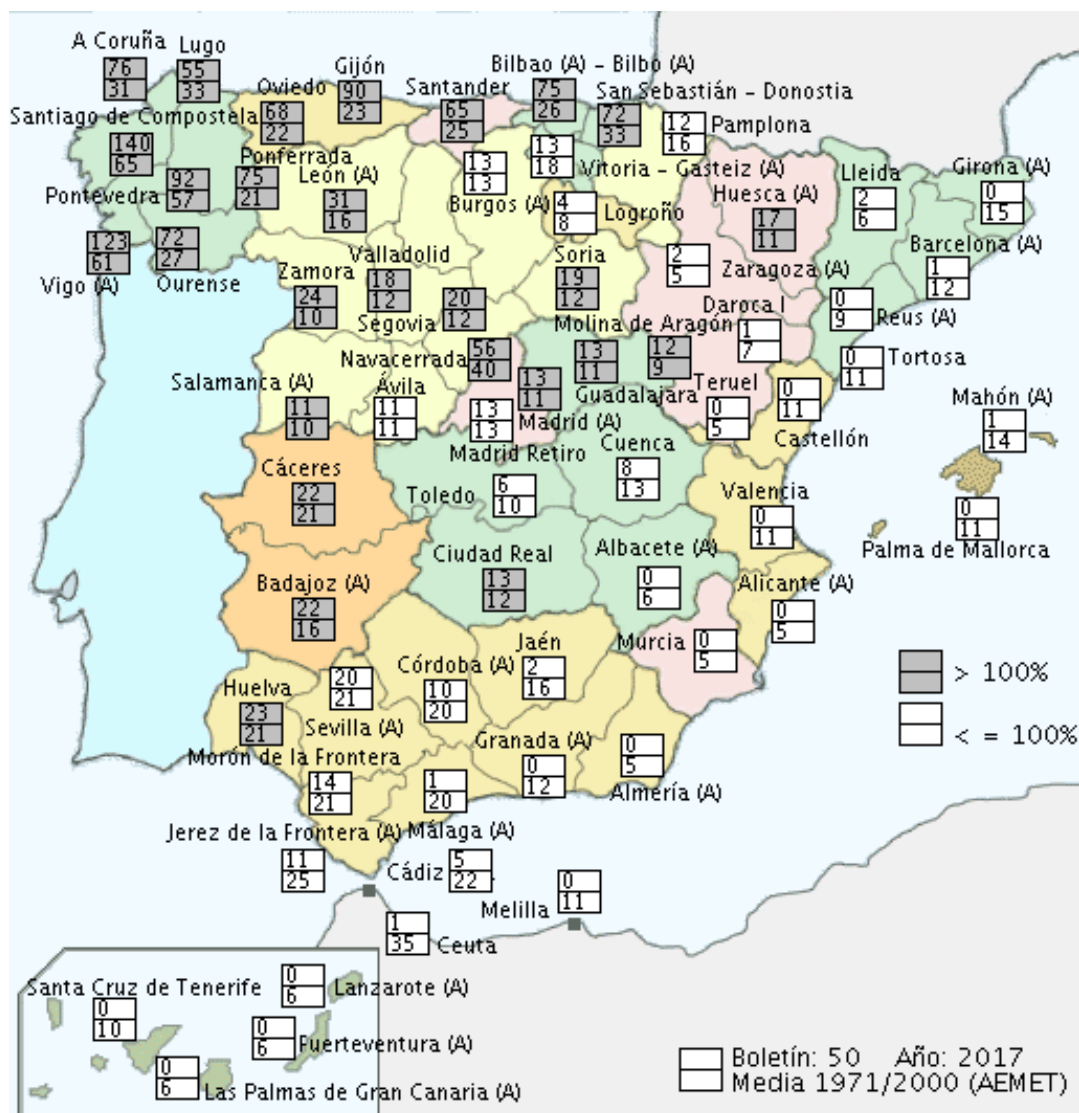 A Coruña
76
31
Lugo
55
33
Oviedo
68
22
Gijón
90
23
Santander
65
25
Bilbao (A) - Bilbo (A)
75
26
San Sebastián - Donostia
72
33
12
16
Pamplona
Santiago de Compostela
140
65
Ponferrada
75
21
León (A)
31
16
13
13
Burgos (A)
13
18
Vitoria - Gasteiz (A)
4
8
Logroño
Huesca (A)
17
11
Lleida
2
6
Girona (A)
0
15
Pontevedra
92
57
123
61
Vigo (A)
72
27
Ourense
Zamora
24
10
Valladolid
18
12
Segovia
20
12
Soria
19
12
2
5
Zaragoza (A)
Barcelona (A)
1
12
0
9
Reus (A)
Daroca I
1
7
Molina de Aragón
12
9
0
11
Tortosa
Navacerrada
56
40
13
11
Guadalajara
13
11
Madrid (A)
Salamanca (A)
11
10
Ávila
11
11
13
13
Madrid Retiro
Teruel
0
5
0
11
Castellón
Mahón (A)
1
14
Cáceres
22
21
Toledo
6
10
Cuenca
8
13
Valencia
0
11
0
11
Palma de Mallorca
Badajoz (A)
22
16
Ciudad Real
13
12
Albacete (A)
0
6
Alicante (A)
0
5
Murcia
0
5
Huelva
23
21
20
21
Sevilla (A)
Córdoba (A)
10
20
Jaén
2
16
> 100%
< = 100%
Morón de la Frontera
14
21
1
20
Málaga (A)
Granada (A)
0
12
0
5
Almería (A)
Jerez de la Frontera (A)
11
25
Cádiz
5
22
Melilla
0
11
1
35
Ceuta
Santa Cruz de Tenerife
0
10
0
6
Lanzarote (A)
0
6
Fuerteventura (A)
0
6
Las Palmas de Gran Canaria (A)
Boletín: 50 Año: 2017
Media 1971/2000 (AEMET)